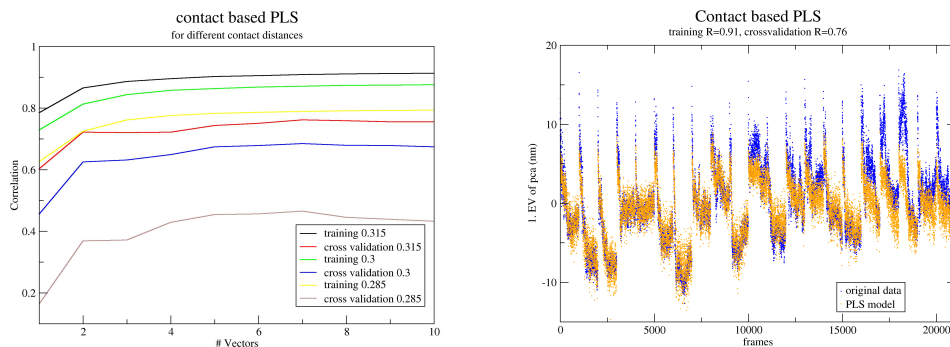 contact based PLS
for different contact distances
1
0.8
0.6
0.4
0.2
Correlation
2
4
6
8
10
# Vectors
training 0.315
cross validation 0.315
training 0.3
cross validation 0.3
training 0.285
cross validation 0.285
Contact based PLS
training R=0.91, crossvalidation R=0.76
20
10
0
-10
1. EV of pca (nm)
0
5000
10000
15000
20000
frames
original data
PLS model